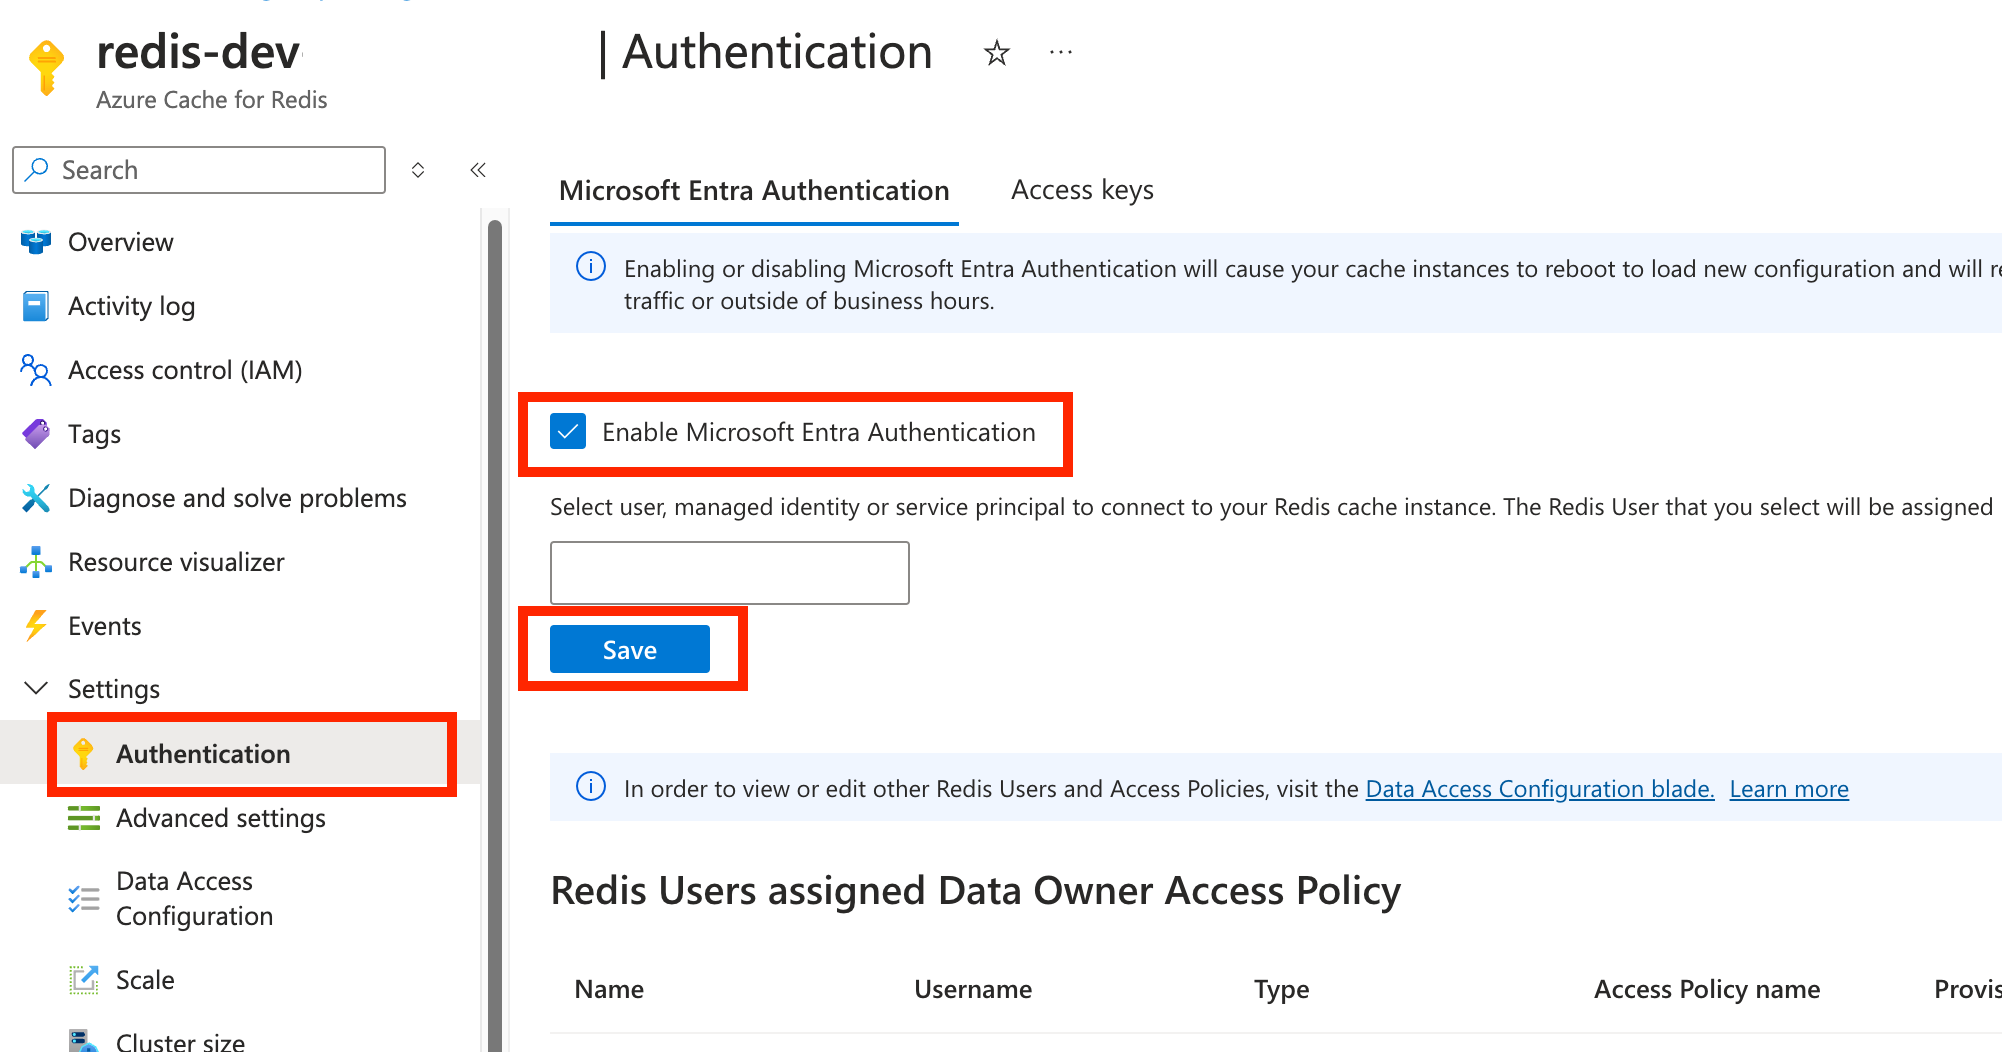 redis-dev
| Authentication
Azure Cache for Redis
Search
Overview
Activity log
Access control (IAM)
Tags
Diagnose and solve problems
Resource visualizer
Events
Settings
Authentication
Advanced settings
Data Access
Configuration
Scale
Cluster size
Microsoft Entra Authentication
Access keys
Enabling or disabling Microsoft Entra Authentication will cause your cache instances to reboot to load new configuration and will
traffic or outside of business hours.
Enable Microsoft Entra Authentication
Select user, managed identity or service principal to connect to your Redis cache instance. The Redis User that you select will be assigned
Save
In order to view or edit other Redis Users and Access Policies, visit the Data Access Configuration blade. Learn more
Redis Users assigned Data Owner Access Policy
Name Username Type Access Policy name